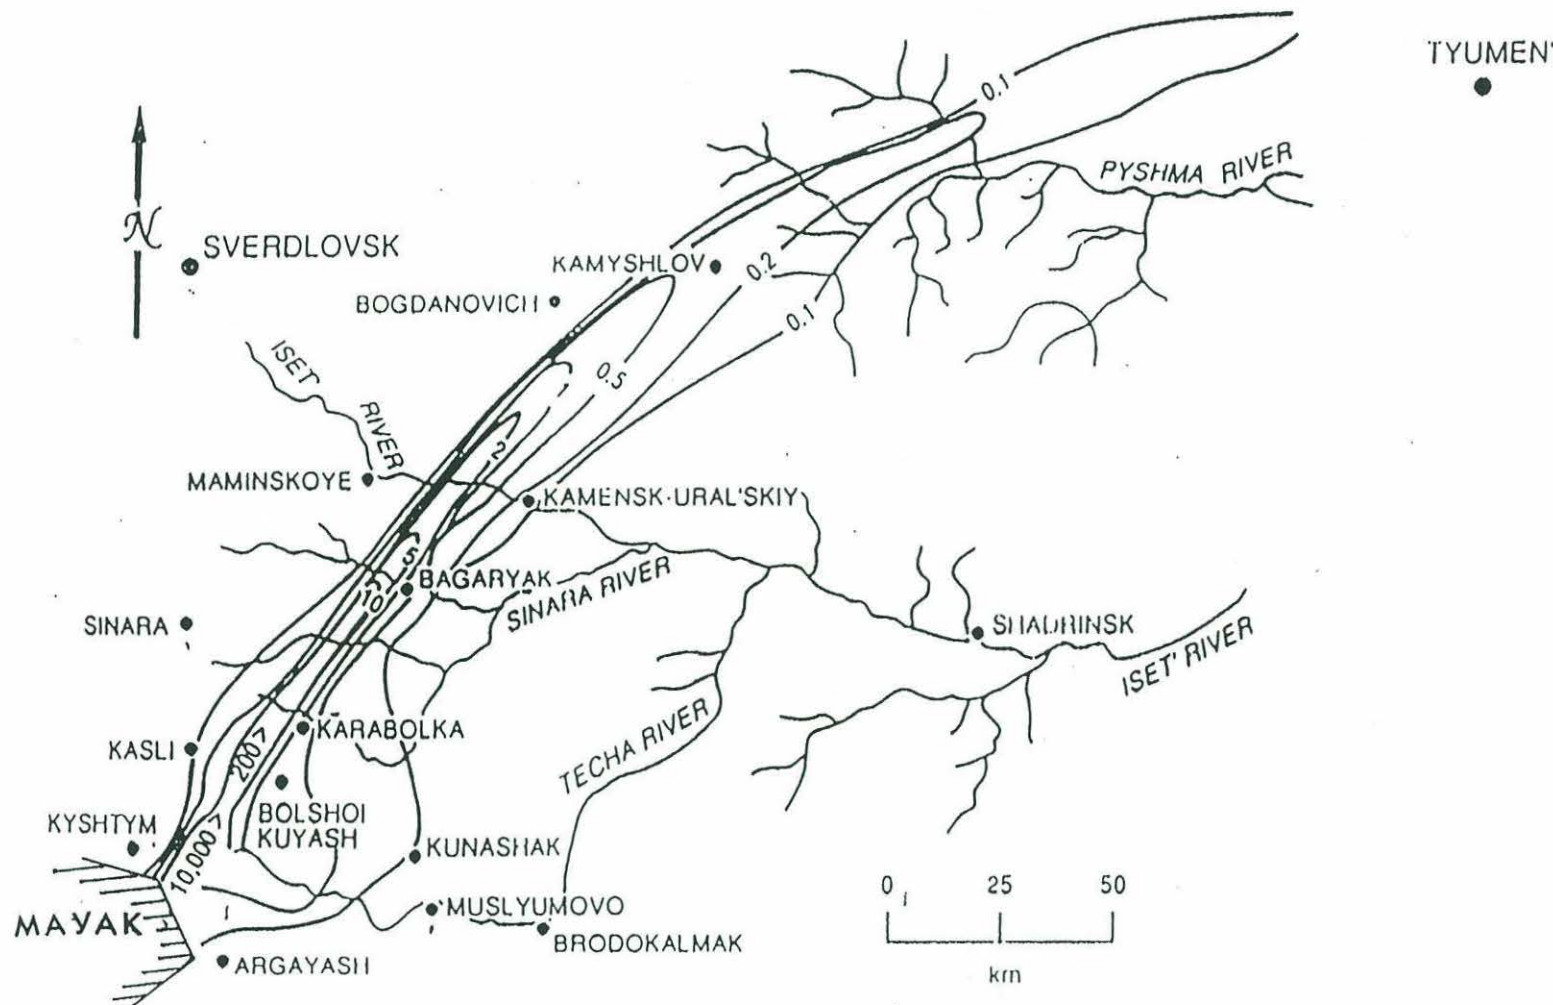 TYUMEN'
0.1
PYSHMA RIVER
N
SVERDLOVSK
KAMYSHLOV
0.2
BOGDANOVICH
0.1
ISET'
RIVER
0.5
2
MAMINSKOYE
KAMENSK-URAL'SKIY
5
BAGARYAK
10
SINARA RIVER
SINARA
SHADRINSK
ISET' RIVER
KARABOLKA
KASLI
200>
TECHA RIVER
BOLSHOI
KUYASH
KYSHTYM
10,000>
KUNASHAK
0 25 50
MUSLYUMOVO
MAYAK
BRODOKALMAK
ARGAYASH
km